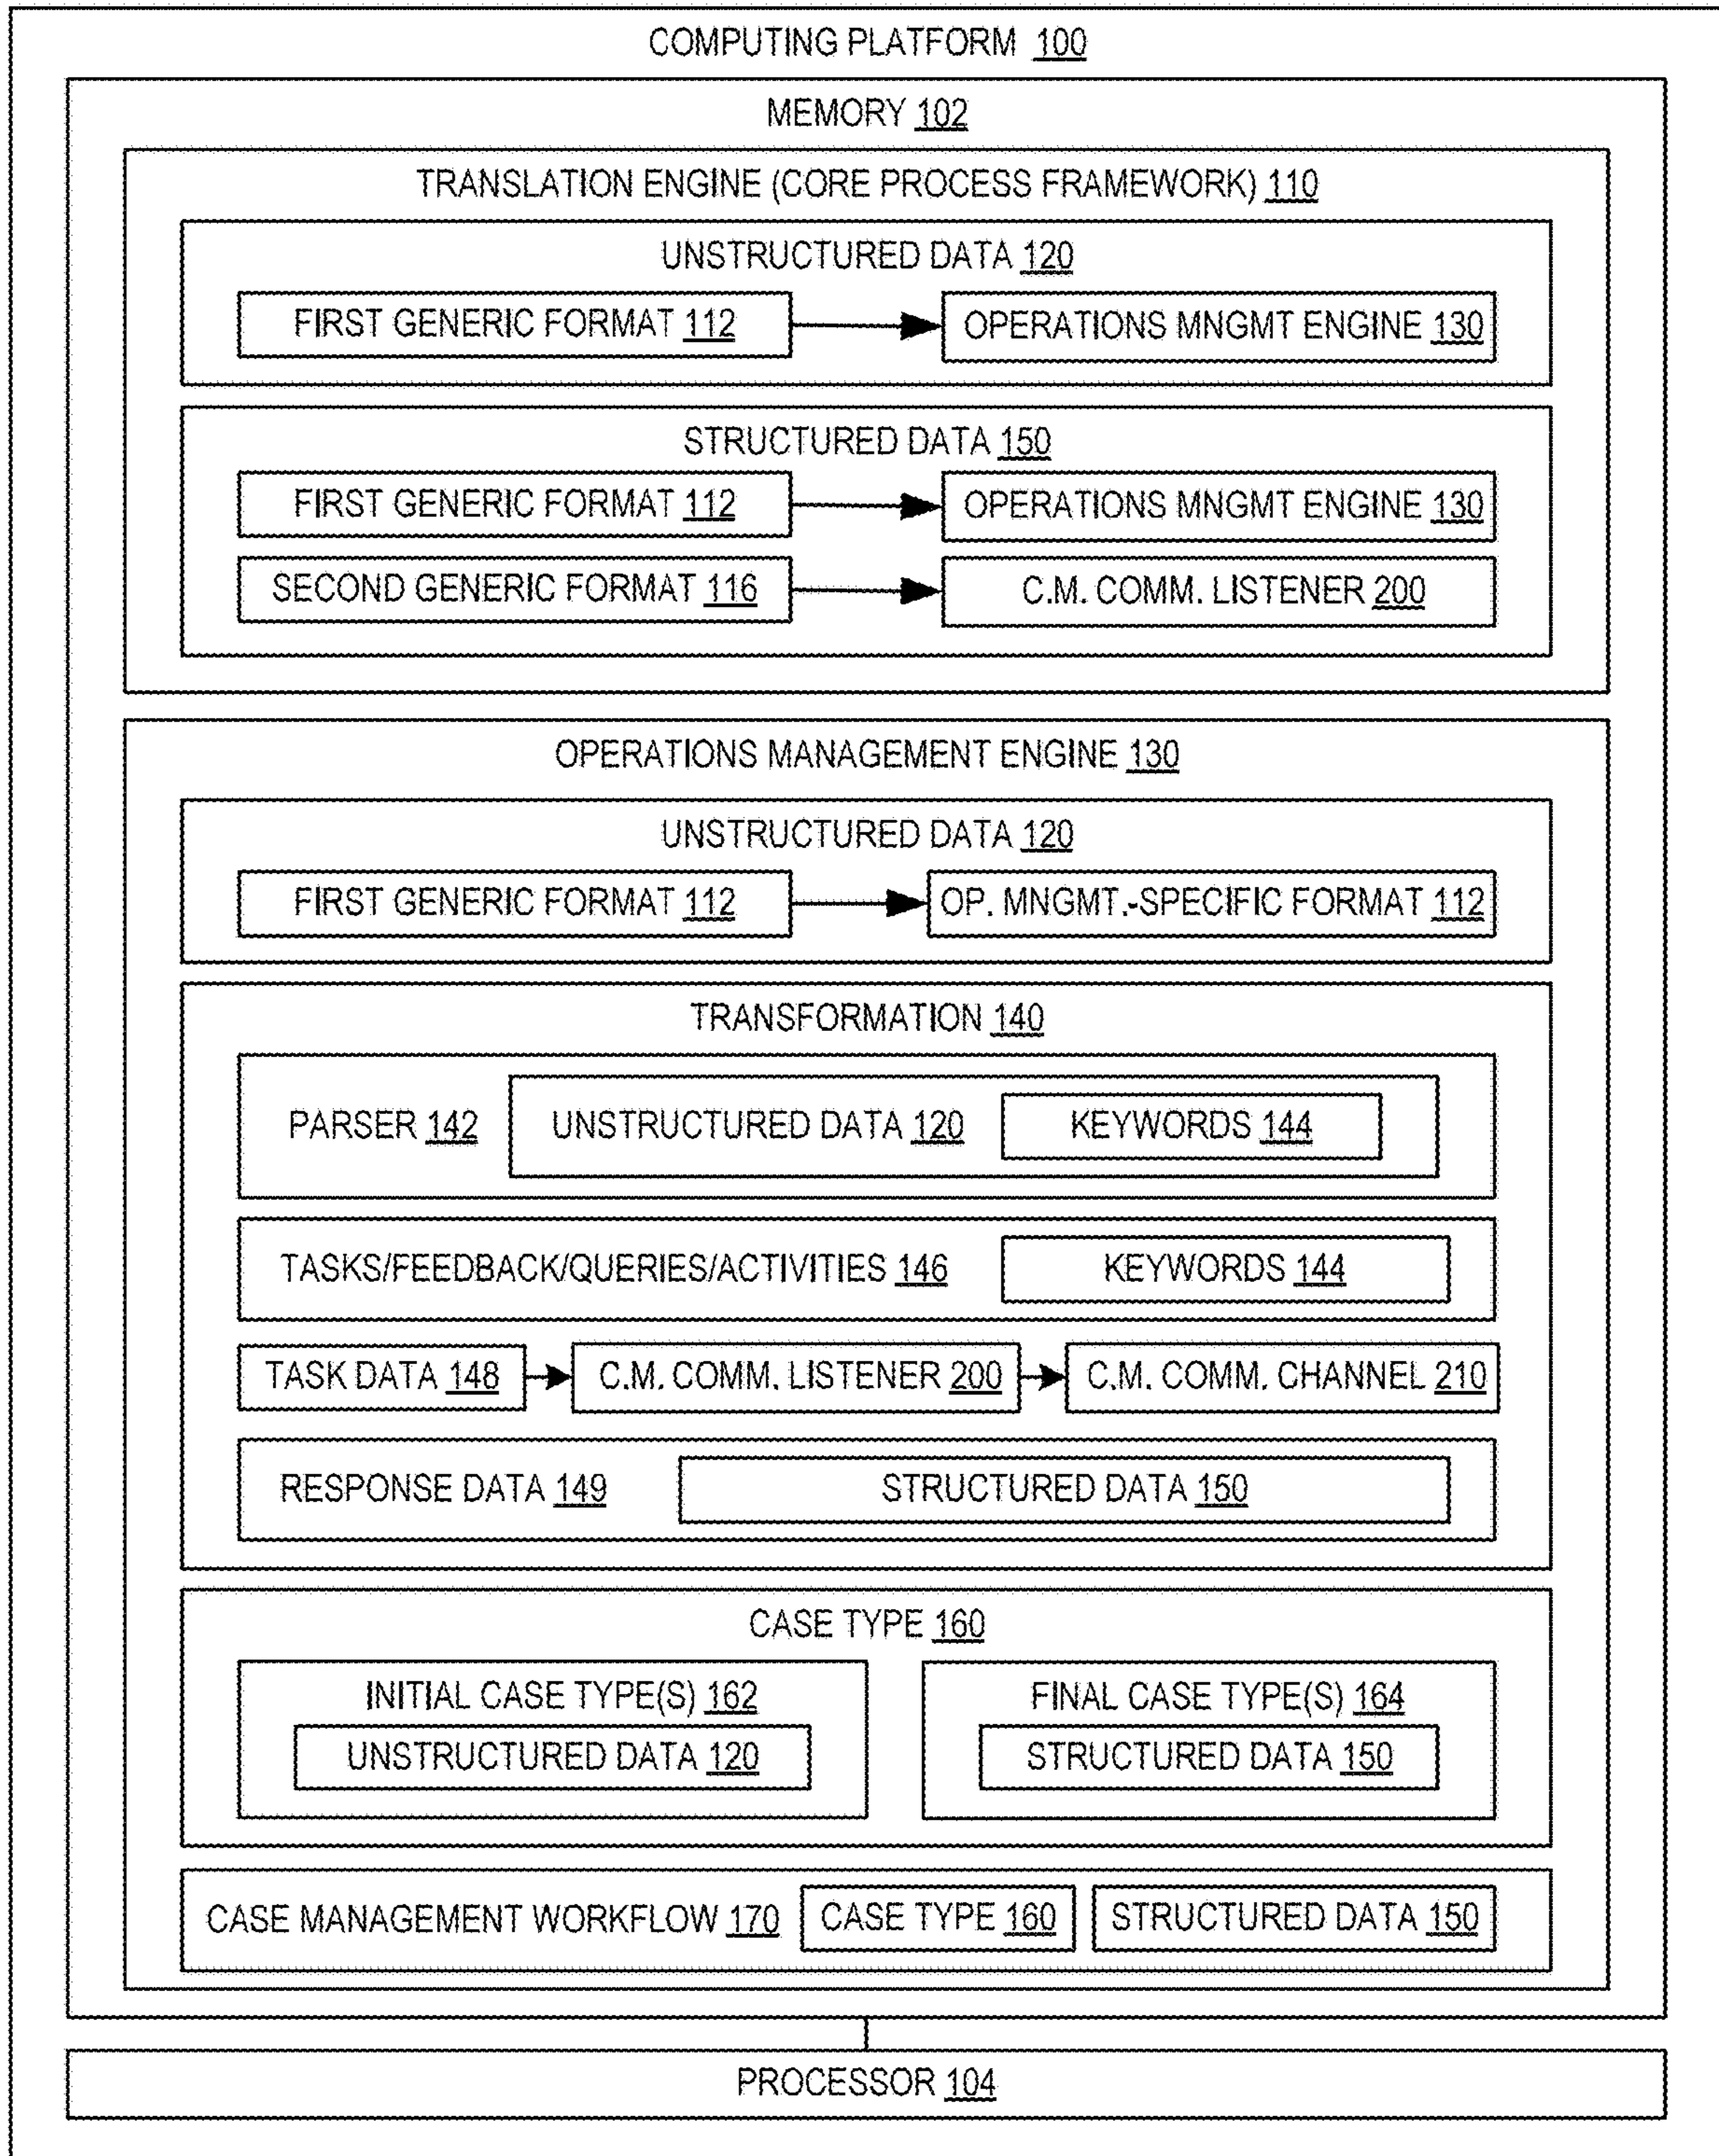 COMPUTING PLATFORM 100
MEMORY 102
TRANSLATION ENGINE (CORE PROCESS FRAMEWORK) 110
UNSTRUCTURED DATA 120
FIRST GENERIC FORMAT 112 OPERATIONS MNGMT ENGINE 130
STRUCTURED DATA 150
FIRST GENERIC FORMAT 112 OPERATIONS MNGMT ENGINE 130
SECOND GENERIC FORMAT 116 C.M. COMM. LISTENER 200
OPERATIONS MANAGEMENT ENGINE 130
UNSTRUCTURED DATA 120
FIRST GENERIC FORMAT 112 OP. MNGMT.-SPECIFIC FORMAT 112
TRANSFORMATION 140
PARSER 142 UNSTRUCTURED DATA 120 KEYWORDS 144
TASKS/FEEDBACK/QUERIES/ACTIVITIES 146 KEYWORDS 144
TASK DATA 148 C.M. COMM. LISTENER 200 C.M. COMM. CHANNEL 210
RESPONSE DATA 149 STRUCTURED DATA 150
CASE TYPE 160
INITIAL CASE TYPE(S) 162 FINAL CASE TYPE(S) 164
UNSTRUCTURED DATA 120 STRUCTURED DATA 150
CASE MANAGEMENT WORKFLOW 170 CASE TYPE 160 STRUCTURED DATA 150
PROCESSOR 104